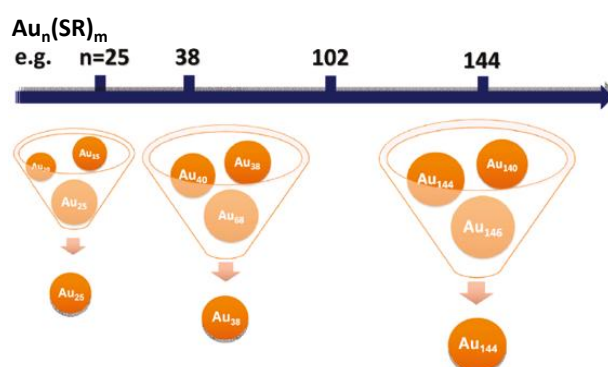 Auₙ(SR)ₘ
e.g. n=25 38 102 144
Au₃₈ Au₁₄₀
Au₄₀ Au₁₄₄
Au₂₅ Au₆₈ Au₁₄₆
Au₂₅ Au₃₈ Au₁₄₄